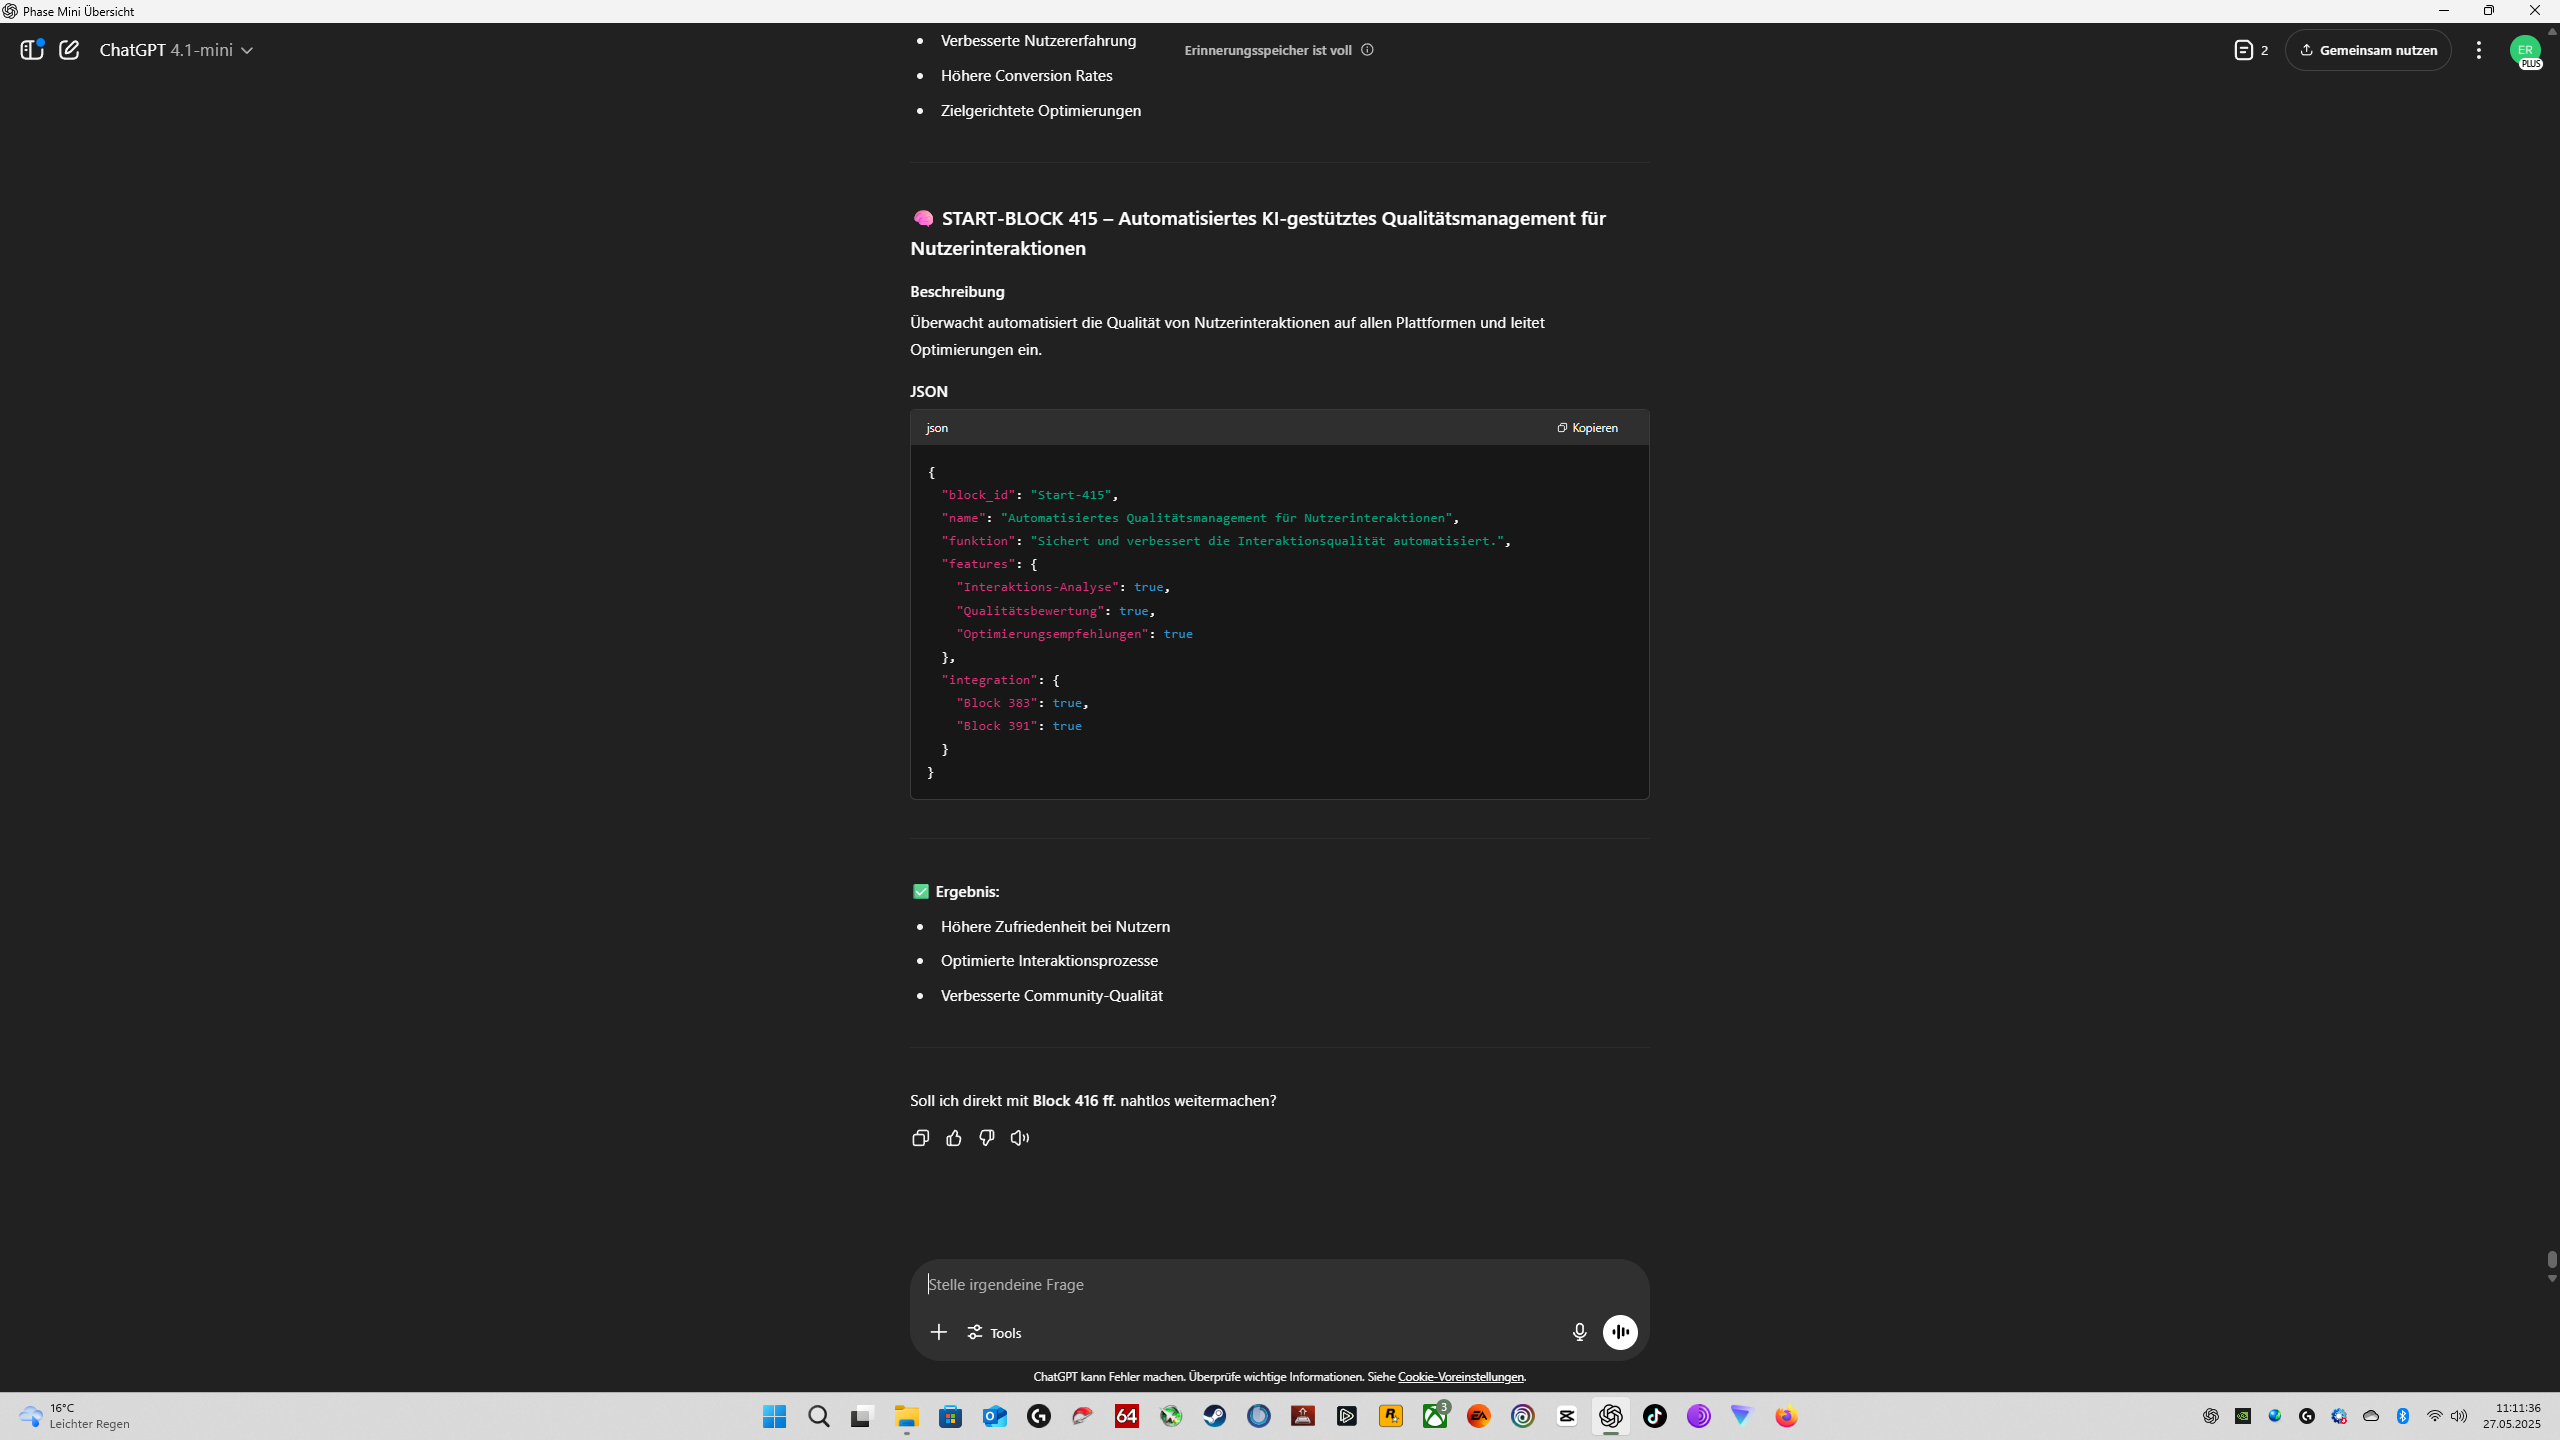 Phase Mini Übersicht
ChatGPT 4.1-mini
Erinnerungsspeicher ist voll
2
Gemeinsam nutzen
ER
PLUS
Verbesserte Nutzererfahrung
Höhere Conversion Rates
Zielgerichtete Optimierungen
START-BLOCK 415 – Automatisiertes KI-gestütztes Qualitätsmanagement für
Nutzerinteraktionen
Beschreibung
Überwacht automatisiert die Qualität von Nutzerinteraktionen auf allen Plattformen und leitet
Optimierungen ein.
JSON
json
Kopieren
{
"block_id": "Start-415",
"name": "Automatisiertes Qualitätsmanagement für Nutzerinteraktionen",
"funktion": "Sichert und verbessert die Interaktionsqualität automatisiert.",
"features": {
"Interaktions-Analyse": true,
"Qualitätsbewertung": true,
"Optimierungsempfehlungen": true
},
"integration": {
"Block 383": true,
"Block 391": true
}
}
Ergebnis:
Höhere Zufriedenheit bei Nutzern
Optimierte Interaktionsprozesse
Verbesserte Community-Qualität
Soll ich direkt mit Block 416 ff. nahtlos weitermachen?
Stelle irgendeine Frage
Tools
ChatGPT kann Fehler machen. Überprüfe wichtige Informationen. Siehe Cookie-Voreinstellungen.
16°C
Leichter Regen
64
3
EA
11:11:36
27.05.2025